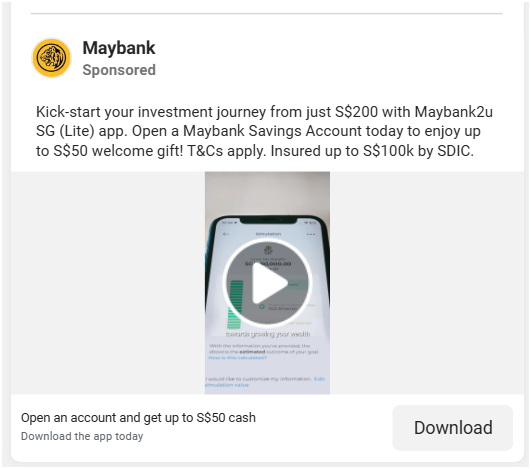 Maybank
Sponsored
Kick-start your investment journey from just S$200 with Maybank2u
SG (Lite) app. Open a Maybank Savings Account today to enjoy up
to S$50 welcome gift! T&Cs apply. Insured up to S$100k by SDIC.
Simulation
towards growing your wealth
With the information you've provided, the
above is the estimated outcome of your goal.
How is this calculated?
I would like to customize my information. Edit
simulation value
Open an account and get up to S$50 cash
Download the app today
Download